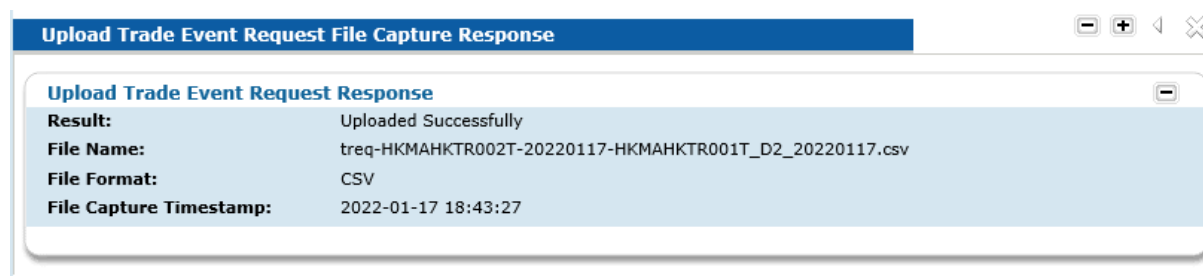 Upload Trade Event Request File Capture Response
Upload Trade Event Request Response
Result: Uploaded Successfully
File Name: treq-HKMAHKTR002T-20220117-HKMAHKTR001T_D2_20220117.csv
File Format: CSV
File Capture Timestamp: 2022-01-17 18:43:27